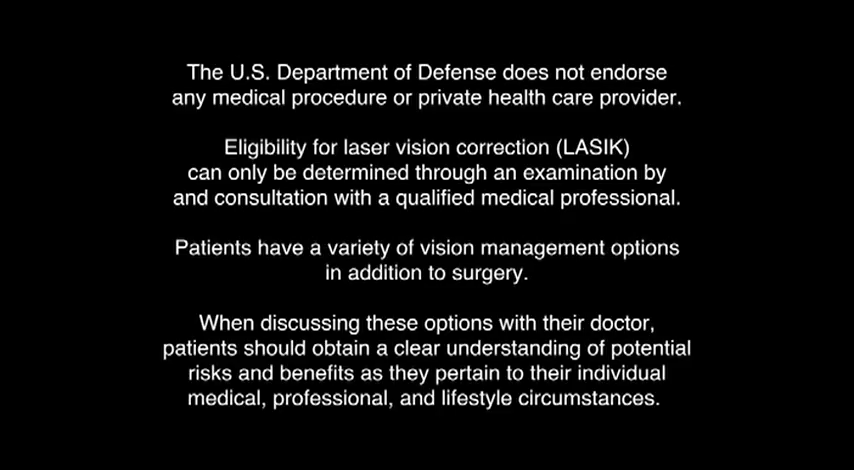 The U.S. Department of Defense does not endorse
any medical procedure or private health care provider.
Eligibility for laser vision correction (LASIK)
can only be determined through an examination by
and consultation with a qualified medical professional.
Patients have a variety of vision management options
in addition to surgery.
When discussing these options with their doctor,
patients should obtain a clear understanding of potential
risks and benefits as they pertain to their individual
medical, professional, and lifestyle circumstances.